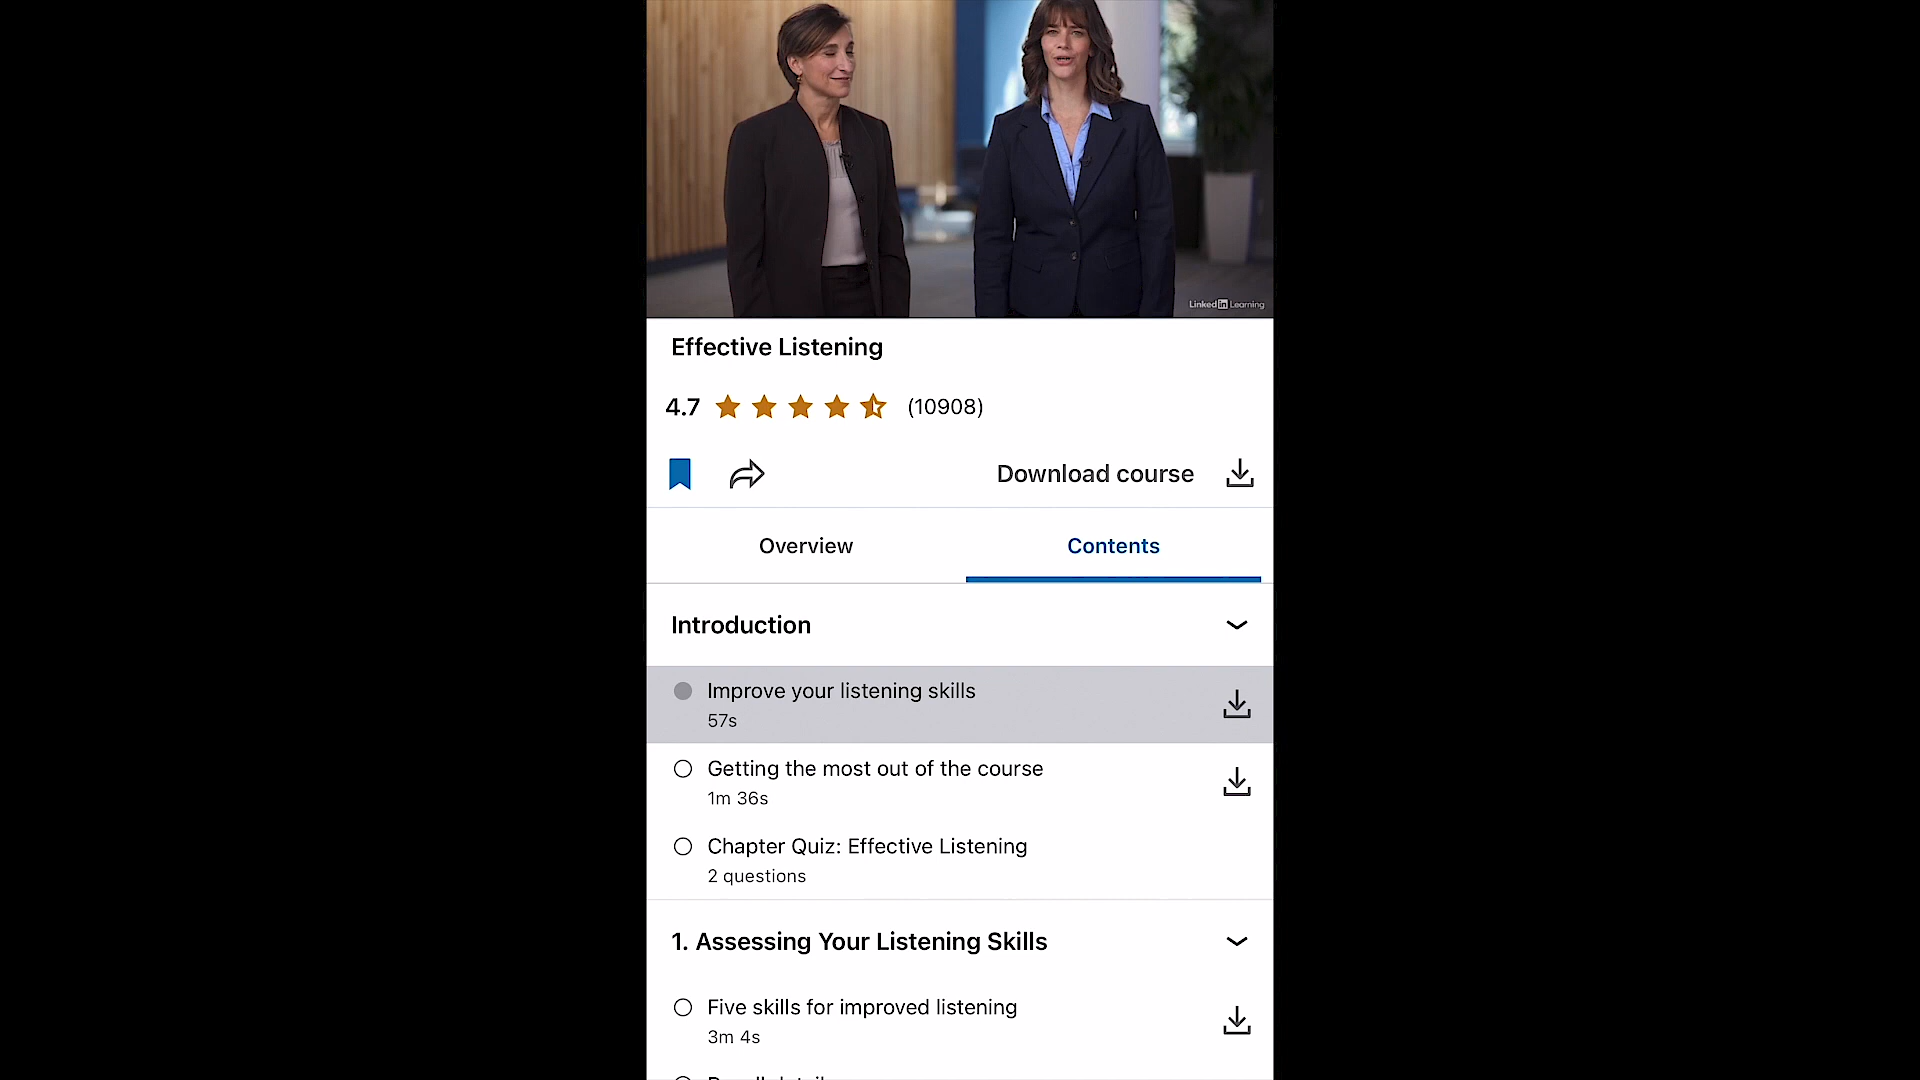 Linked in Learning
Effective Listening
4.7 (10908)
Download course
Overview Contents
Introduction
Improve your listening skills
57s
Getting the most out of the course
1m 36s
Chapter Quiz: Effective Listening
2 questions
1. Assessing Your Listening Skills
Five skills for improved listening
3m 4s